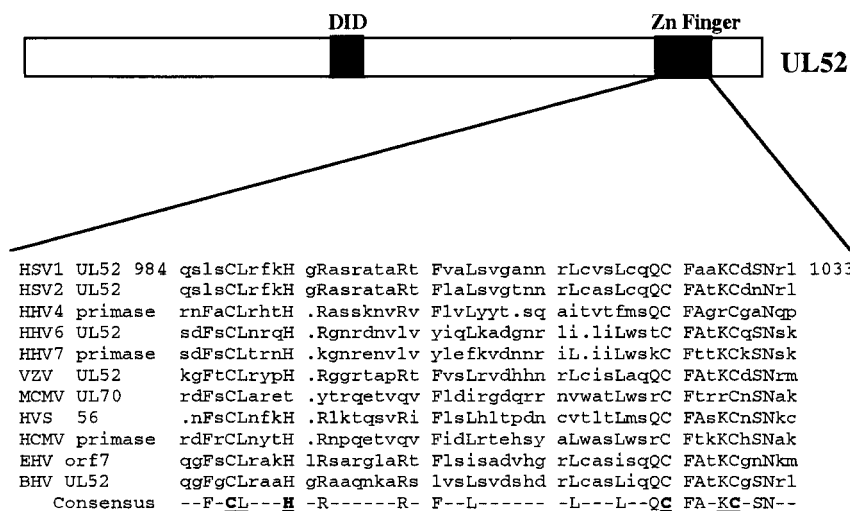 DID Zn Finger
UL52
HSV1 UL52 984 qslsCLrfkH gRasrataRt FvaLsvgann rLcvsLcqQC FaaKCdSNrl 1033
HSV2 UL52 qslsCLrfkH gRasrataRt FlaLsvgtnn rLcasLcqQC FAtKCdnNrl
HHV4 primase rnFaCLrhtH .RassknvRv FlvLyyt.sq aitvtfmsQC FAgrCgaNqp
HHV6 UL52 sdFsCLnrqH .Rgnrdnvlv yiqLkadgnr li.liLwstC FATKCqSNsk
HHV7 primase sdFsCLtrnH .kgnrenvlv ylefkvdnnr iL.iiLwskC FttKCkSNsk
VZV UL52 kgFtCLrypH .RggrtapRt FvsLrvdhhn rLcisLaqQC FAtKCdSNrm
MCMV UL70 rdFsCLaret .ytrqetvqv Fldirgdqrr nvwatLwsrC FtrrCnSNak
HVS 56 .nFsCLnfkH .RlktqsvRi FlsLhltpdn cvtltLmsQC FAsKCnSNkc
HCMV primase rdFrCLnytH .RnpqetvqV FidLrtehsy aLwasLwsrC FtkKChSNak
EHV orf7 qgFsCLrakH lRsarglaRt Flsisadvhg rLcasisqQC FAtKCgnNkm
BHV UL52 qgFgCLraaH gRaaqnkaRs lvsLsvdshd rLcasLiqQC FAtKCgSNrl
Consensus --F-CL---H -R------R- F--L------ -L---L--QC FA-KC-SN--